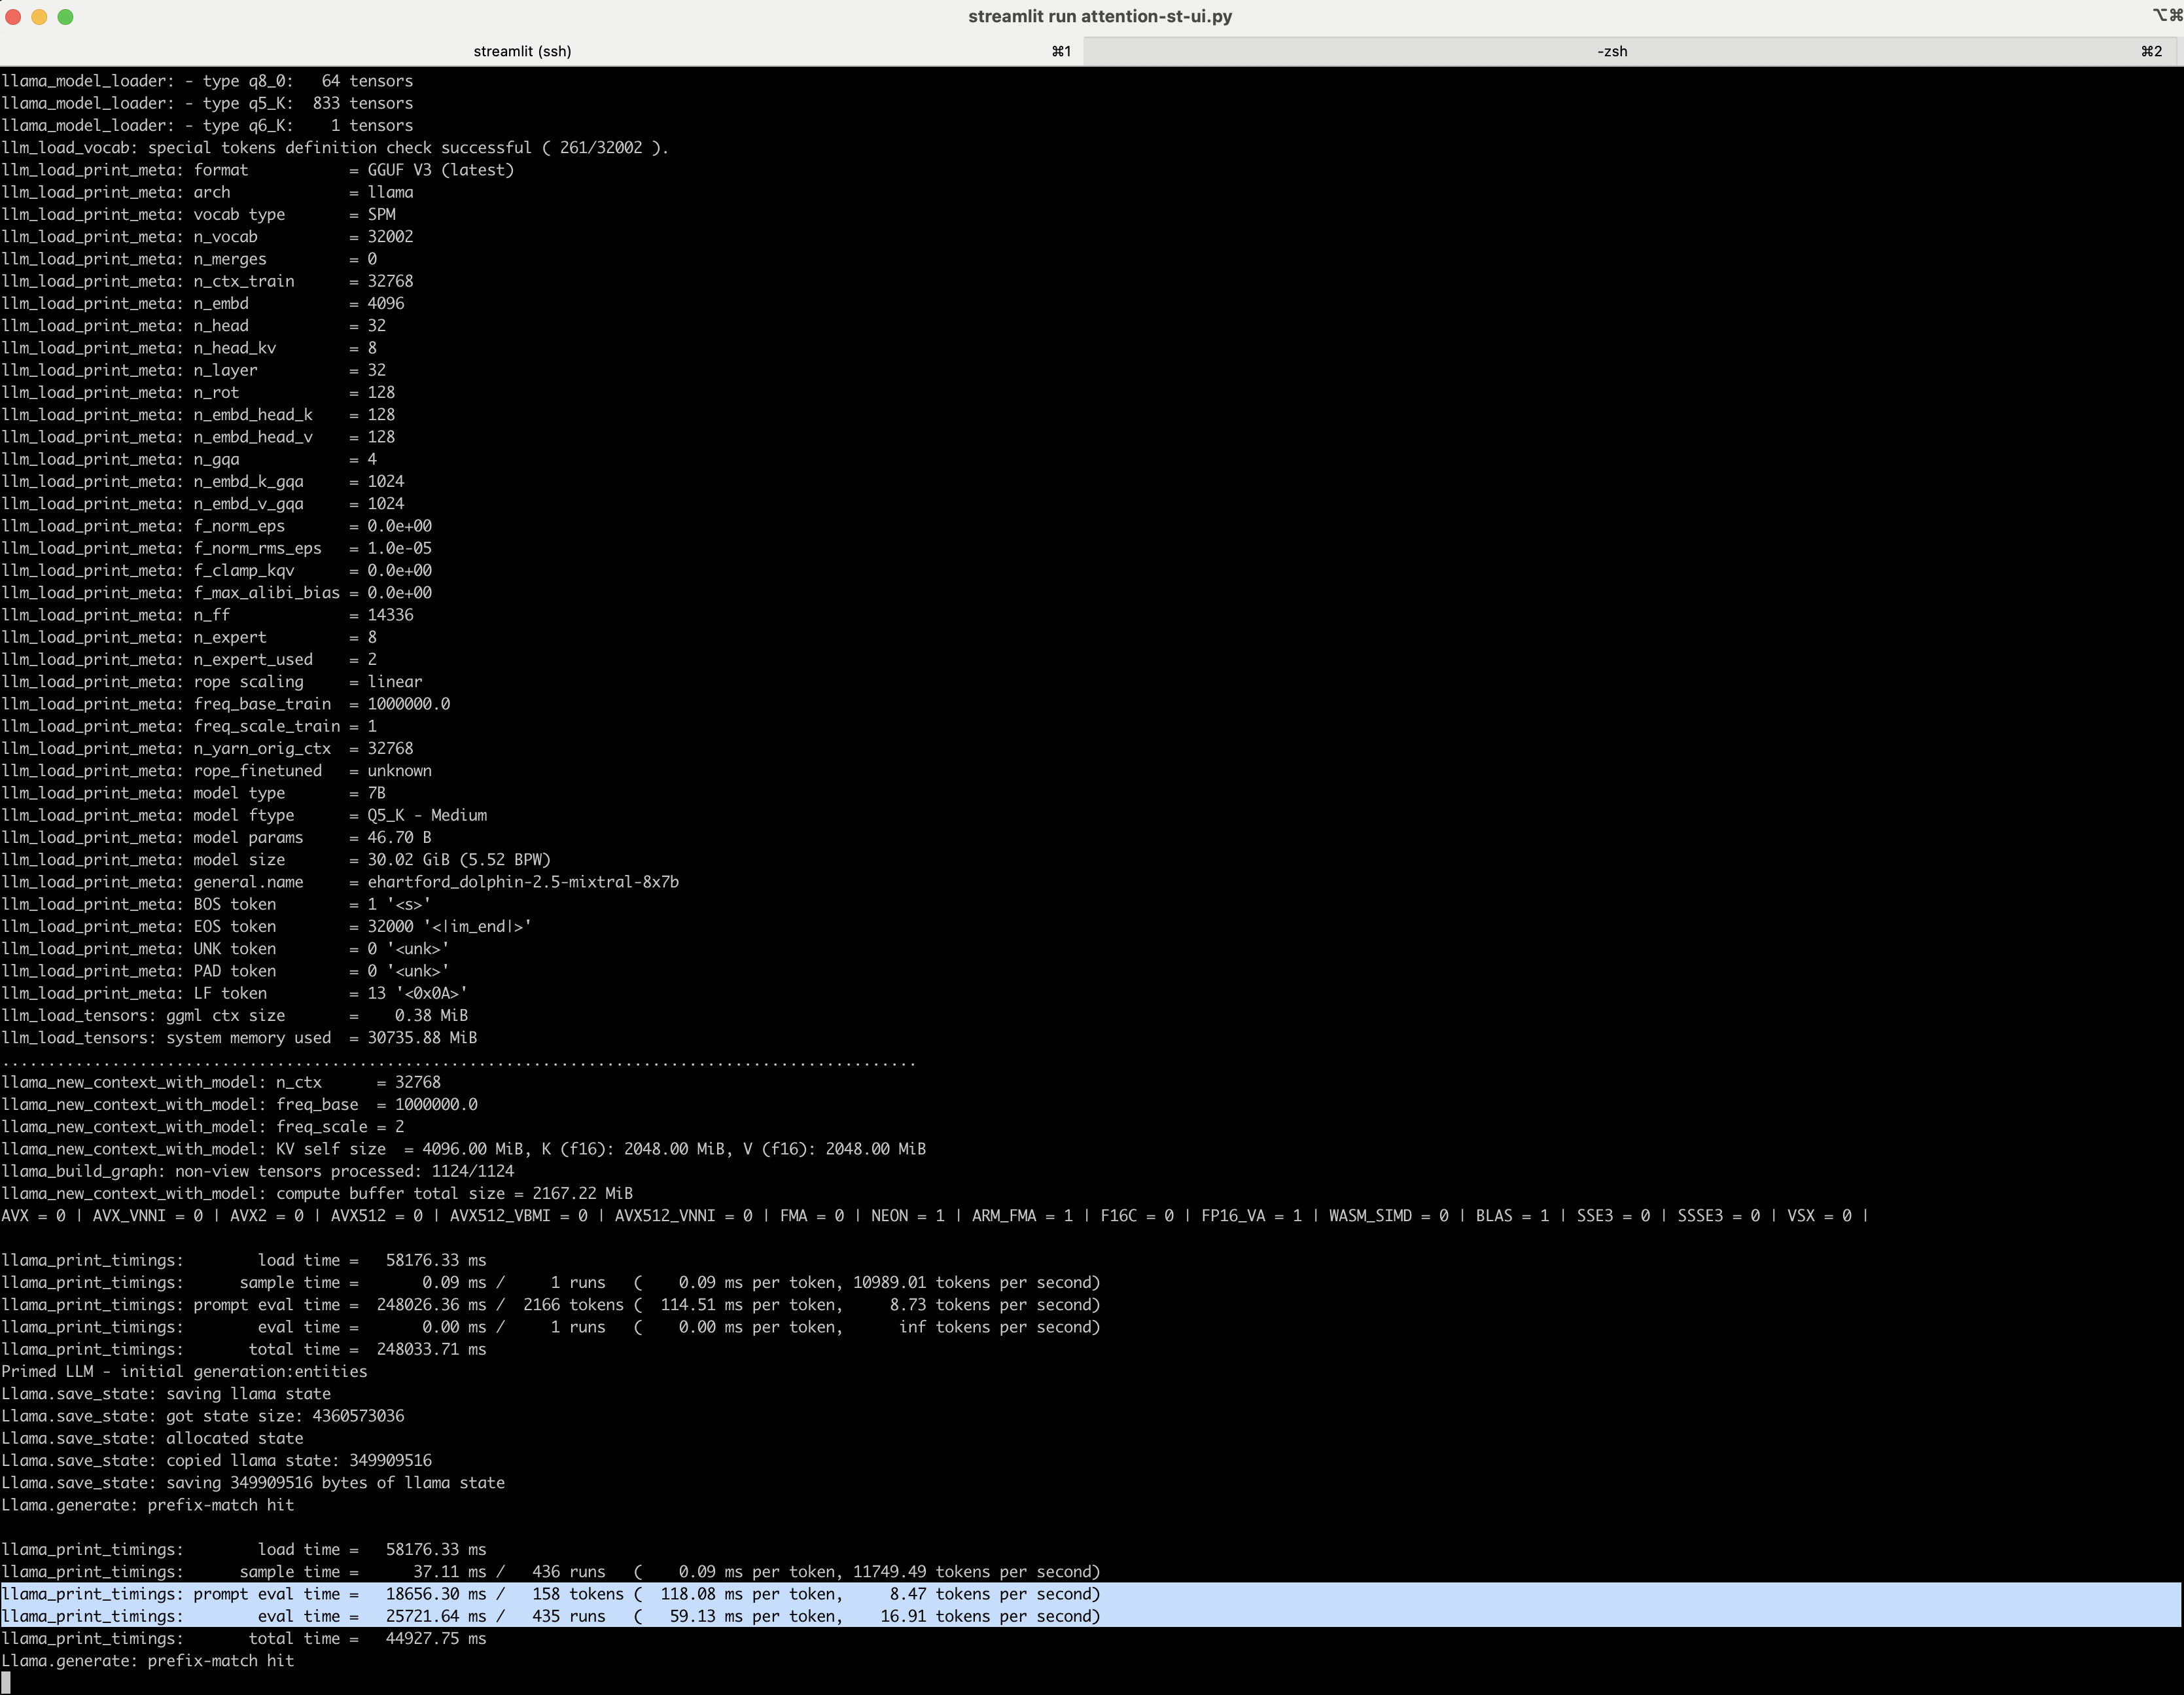 streamlit run attention-st-ui.py ⌥⌘
streamlit (ssh) ⌘1 -zsh ⌘2
llama_model_loader: - type q8_0:   64 tensors
llama_model_loader: - type q5_K:  833 tensors
llama_model_loader: - type q6_K:    1 tensors
llm_load_vocab: special tokens definition check successful ( 261/32002 ).
llm_load_print_meta: format           = GGUF V3 (latest)
llm_load_print_meta: arch             = llama
llm_load_print_meta: vocab type       = SPM
llm_load_print_meta: n_vocab          = 32002
llm_load_print_meta: n_merges         = 0
llm_load_print_meta: n_ctx_train      = 32768
llm_load_print_meta: n_embd           = 4096
llm_load_print_meta: n_head           = 32
llm_load_print_meta: n_head_kv        = 8
llm_load_print_meta: n_layer          = 32
llm_load_print_meta: n_rot            = 128
llm_load_print_meta: n_embd_head_k    = 128
llm_load_print_meta: n_embd_head_v    = 128
llm_load_print_meta: n_gqa            = 4
llm_load_print_meta: n_embd_k_gqa     = 1024
llm_load_print_meta: n_embd_v_gqa     = 1024
llm_load_print_meta: f_norm_eps       = 0.0e+00
llm_load_print_meta: f_norm_rms_eps   = 1.0e-05
llm_load_print_meta: f_clamp_kqv      = 0.0e+00
llm_load_print_meta: f_max_alibi_bias = 0.0e+00
llm_load_print_meta: n_ff             = 14336
llm_load_print_meta: n_expert         = 8
llm_load_print_meta: n_expert_used    = 2
llm_load_print_meta: rope scaling     = linear
llm_load_print_meta: freq_base_train  = 1000000.0
llm_load_print_meta: freq_scale_train = 1
llm_load_print_meta: n_yarn_orig_ctx  = 32768
llm_load_print_meta: rope_finetuned   = unknown
llm_load_print_meta: model type       = 7B
llm_load_print_meta: model ftype      = Q5_K - Medium
llm_load_print_meta: model params     = 46.70 B
llm_load_print_meta: model size       = 30.02 GiB (5.52 BPW)
llm_load_print_meta: general.name     = ehartford_dolphin-2.5-mixtral-8x7b
llm_load_print_meta: BOS token        = 1 '<s>'
llm_load_print_meta: EOS token        = 32000 '<|im_end|>'
llm_load_print_meta: UNK token        = 0 '<unk>'
llm_load_print_meta: PAD token        = 0 '<unk>'
llm_load_print_meta: LF token         = 13 '<0x0A>'
llm_load_tensors: ggml ctx size       =    0.38 MiB
llm_load_tensors: system memory used  = 30735.88 MiB
....................................................................................................
llama_new_context_with_model: n_ctx      = 32768
llama_new_context_with_model: freq_base  = 1000000.0
llama_new_context_with_model: freq_scale = 2
llama_new_context_with_model: KV self size  = 4096.00 MiB, K (f16): 2048.00 MiB, V (f16): 2048.00 MiB
llama_build_graph: non-view tensors processed: 1124/1124
llama_new_context_with_model: compute buffer total size = 2167.22 MiB
AVX = 0 | AVX_VNNI = 0 | AVX2 = 0 | AVX512 = 0 | AVX512_VBMI = 0 | AVX512_VNNI = 0 | FMA = 0 | NEON = 1 | ARM_FMA = 1 | F16C = 0 | FP16_VA = 1 | WASM_SIMD = 0 | BLAS = 1 | SSE3 = 0 | SSSE3 = 0 | VSX = 0 |
llama_print_timings:        load time =   58176.33 ms
llama_print_timings:      sample time =       0.09 ms /     1 runs   (    0.09 ms per token, 10989.01 tokens per second)
llama_print_timings: prompt eval time =  248026.36 ms /  2166 tokens (  114.51 ms per token,     8.73 tokens per second)
llama_print_timings:        eval time =       0.00 ms /     1 runs   (    0.00 ms per token,      inf tokens per second)
llama_print_timings:       total time =  248033.71 ms
Primed LLM - initial generation:entities
Llama.save_state: saving llama state
Llama.save_state: got state size: 4360573036
Llama.save_state: allocated state
Llama.save_state: copied llama state: 349909516
Llama.save_state: saving 349909516 bytes of llama state
Llama.generate: prefix-match hit
llama_print_timings:        load time =   58176.33 ms
llama_print_timings:      sample time =      37.11 ms /   436 runs   (    0.09 ms per token, 11749.49 tokens per second)
llama_print_timings: prompt eval time =   18656.30 ms /   158 tokens (  118.08 ms per token,     8.47 tokens per second)
llama_print_timings:        eval time =   25721.64 ms /   435 runs   (   59.13 ms per token,    16.91 tokens per second)
llama_print_timings:       total time =   44927.75 ms
Llama.generate: prefix-match hit